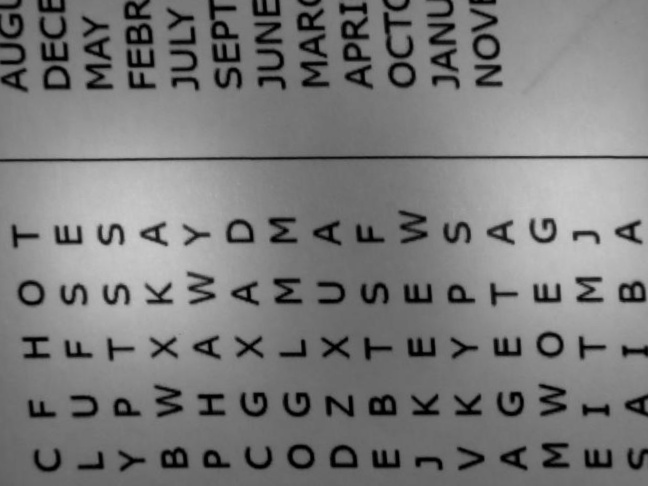 C F H O T
L U F S E
Y P T S S
B W X K A
P H A W Y
C G X A D
O G L M M
D Z X U A
E B T S F
J K E E W
V K Y P S
A G E T A
M W O E G
E I T M J
S A I B A
AUGU
DECE
MAY
FEBR
JULY
SEPT
JUNE
MARC
APRI
OCTO
JANU
NOVE